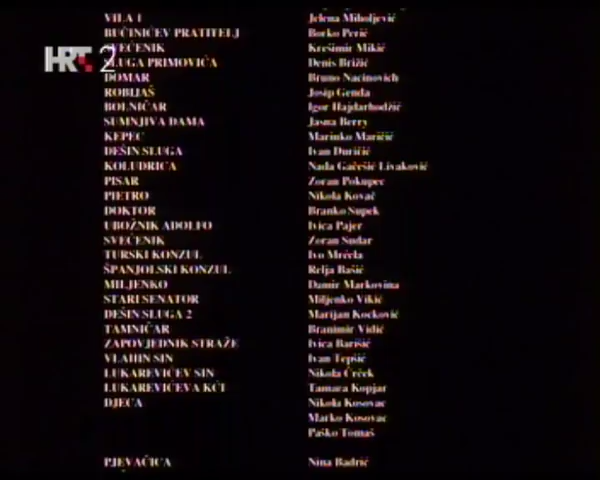 VILA 1 Jelena Miholjević
BUČINIĆEV PRATITELJ Borko Perić
SVEĆENIK Krešimir Mikić
HRT 2
SLUGA PRIMOVIĆA Denis Brižić
DOMAR Bruno Nacinovich
ROBIJAŠ Josip Genda
BOLNIČAR Igor Hajdarhodžić
SUMNJIVA DAMA Jasna Berry
KEPEC Marinko Maričić
DEŠIN SLUGA Ivan Đuričić
KOLUDRICA Nada Gaćešić Livaković
PISAR Zoran Pokupec
PIETRO Nikola Kovač
DOKTOR Branko Supek
UBOŽNIK ADOLFO Ivica Pajer
SVEĆENIK Zoran Sudar
TURSKI KONZUL Ivo Mrčela
ŠPANJOLSKI KONZUL Relja Bašić
MILJENKO Damir Markovina
STARI SENATOR Miljenko Vikić
DEŠIN SLUGA 2 Marijan Kocković
TAMNIČAR Branimir Vidić
ZAPOVJEDNIK STRAŽE Ivica Barišić
VLAHIN SIN Ivan Tepšić
LUKAREVIĆEV SIN Nikola Crček
LUKAREVIĆEVA KĆI Tamara Kopjar
DJECA Nikola Kosovac
Marko Kosovac
Paško Tomaš
PJEVAČICA Nina Badrić